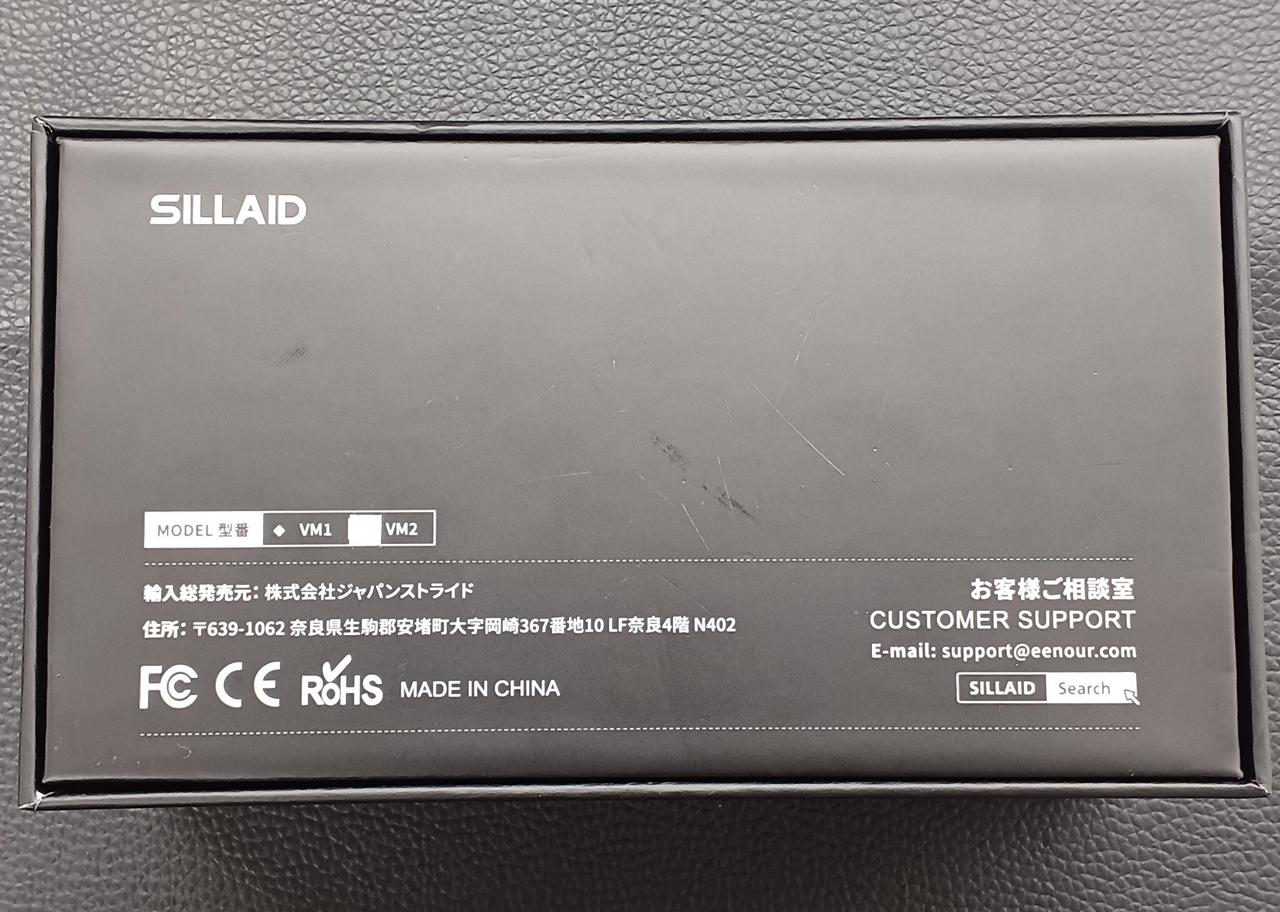 SILLAID
MODEL 型番 ◆ VM1 VM2
輸入総発売元: 株式会社ジャパンストライド
住所: 〒639-1062 奈良県生駒郡安堵町大字岡崎367番地10 LF奈良4階 N402
FC CE RoHS MADE IN CHINA
お客様ご相談室
CUSTOMER SUPPORT
E-mail: support@eenour.com
SILLAID Search